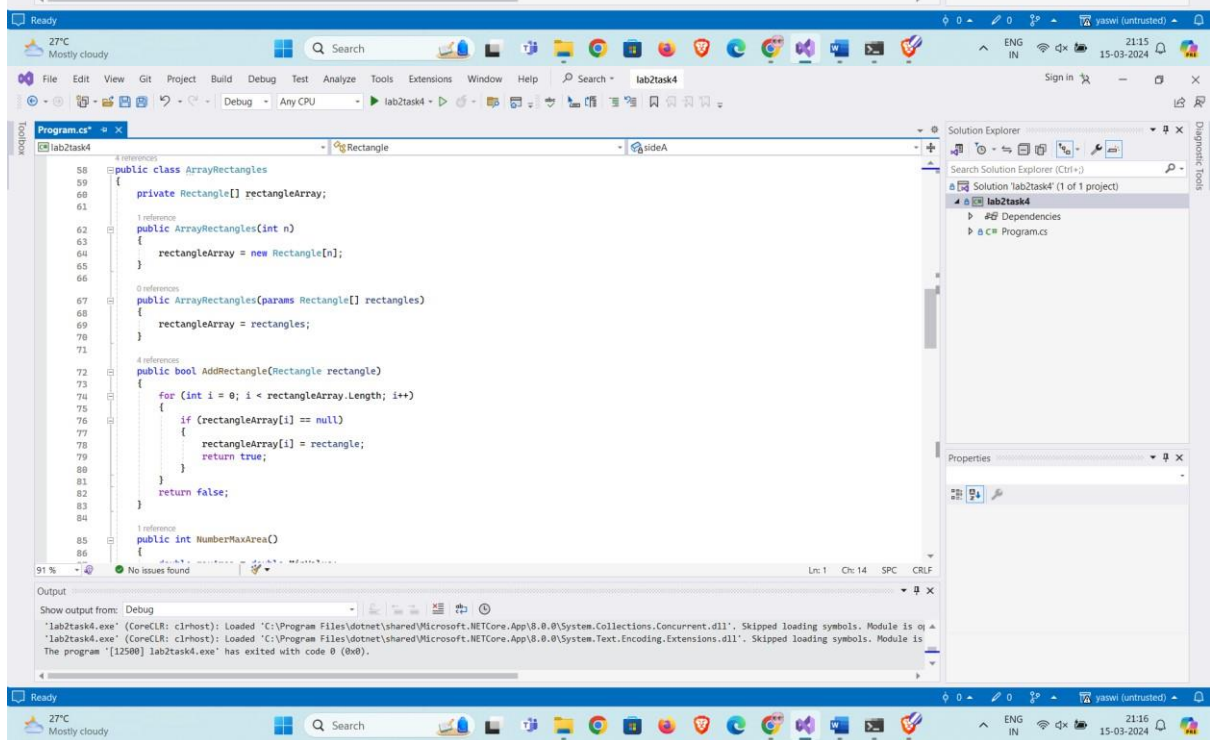 Ready
0
0
yaswi (untrusted)
27°C
Mostly cloudy
Search
ENG
IN
21:15
15-03-2024
File Edit View Git Project Build Debug Test Analyze Tools Extensions Window Help Search lab2task4
Sign in
Debug Any CPU lab2task4
Toolbox
Program.cs*
lab2task4 Rectangle sideA
4 references
58 public class ArrayRectangles
59 {
60 private Rectangle[] rectangleArray;
61
1 reference
62 public ArrayRectangles(int n)
63 {
64 rectangleArray = new Rectangle[n];
65 }
66
0 references
67 public ArrayRectangles(params Rectangle[] rectangles)
68 {
69 rectangleArray = rectangles;
70 }
71
4 references
72 public bool AddRectangle(Rectangle rectangle)
73 {
74 for (int i = 0; i < rectangleArray.Length; i++)
75 {
76 if (rectangleArray[i] == null)
77 {
78 rectangleArray[i] = rectangle;
79 return true;
80 }
81 }
82 return false;
83 }
84
1 reference
85 public int NumberMaxArea()
86 {
91 % No issues found Ln: 1 Ch: 14 SPC CRLF
Solution Explorer
Search Solution Explorer (Ctrl+;)
Solution 'lab2task4' (1 of 1 project)
lab2task4
Dependencies
C# Program.cs
Diagnostic Tools
Properties
Output
Show output from: Debug
'lab2task4.exe' (CoreCLR: clrhost): Loaded 'C:\Program Files\dotnet\shared\Microsoft.NETCore.App\8.0.0\System.Collections.Concurrent.dll'. Skipped loading symbols. Module is op
'lab2task4.exe' (CoreCLR: clrhost): Loaded 'C:\Program Files\dotnet\shared\Microsoft.NETCore.App\8.0.0\System.Text.Encoding.Extensions.dll'. Skipped loading symbols. Module is
The program '[12500] lab2task4.exe' has exited with code 0 (0x0).
Ready
0
0
yaswi (untrusted)
27°C
Mostly cloudy
Search
ENG
IN
21:16
15-03-2024